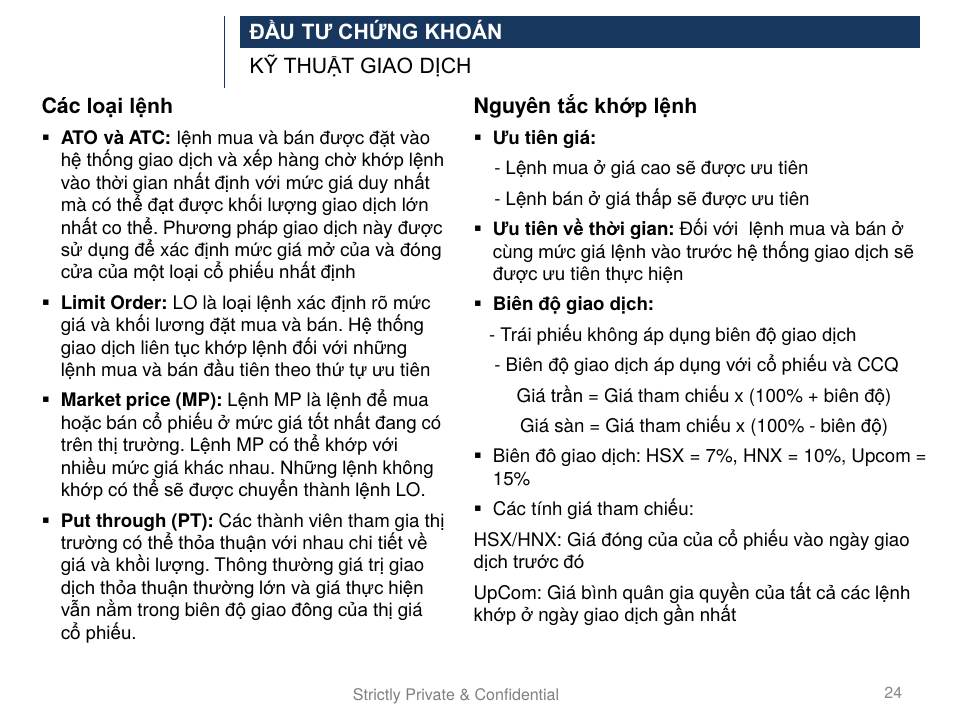 ĐẦU TƯ CHỨNG KHOÁN
KỸ THUẬT GIAO DỊCH
Các loại lệnh
▪ ATO và ATC: lệnh mua và bán được đặt vào
hệ thống giao dịch và xếp hàng chờ khớp lệnh
vào thời gian nhất định với mức giá duy nhất
mà có thể đạt được khối lượng giao dịch lớn
nhất co thể. Phương pháp giao dịch này được
sử dụng để xác định mức giá mở của và đóng
cửa của một loại cổ phiếu nhất định
▪ Limit Order: LO là loại lệnh xác định rõ mức
giá và khối lương đặt mua và bán. Hệ thống
giao dịch liên tục khớp lệnh đối với những
lệnh mua và bán đầu tiên theo thứ tự ưu tiên
▪ Market price (MP): Lệnh MP là lệnh để mua
hoặc bán cổ phiếu ở mức giá tốt nhất đang có
trên thị trường. Lệnh MP có thể khớp với
nhiều mức giá khác nhau. Những lệnh không
khớp có thể sẽ được chuyển thành lệnh LO.
▪ Put through (PT): Các thành viên tham gia thị
trường có thể thỏa thuận với nhau chi tiết về
giá và khồi lượng. Thông thường giá trị giao
dịch thỏa thuận thường lớn và giá thực hiện
vẫn nằm trong biên độ giao đông của thị giá
cổ phiếu.
Nguyên tắc khớp lệnh
▪ Ưu tiên giá:
- Lệnh mua ở giá cao sẽ được ưu tiên
- Lệnh bán ở giá thấp sẽ được ưu tiên
▪ Ưu tiên về thời gian: Đối với lệnh mua và bán ở
cùng mức giá lệnh vào trước hệ thống giao dịch sẽ
được ưu tiên thực hiện
▪ Biên độ giao dịch:
- Trái phiếu không áp dụng biên độ giao dịch
- Biên độ giao dịch áp dụng với cổ phiếu và CCQ
Giá trần = Giá tham chiếu x (100% + biên độ)
Giá sàn = Giá tham chiếu x (100% - biên độ)
▪ Biên đô giao dịch: HSX = 7%, HNX = 10%, Upcom =
15%
▪ Các tính giá tham chiếu:
HSX/HNX: Giá đóng của của cổ phiếu vào ngày giao
dịch trước đó
UpCom: Giá bình quân gia quyền của tất cả các lệnh
khớp ở ngày giao dịch gần nhất
Strictly Private & Confidential
24